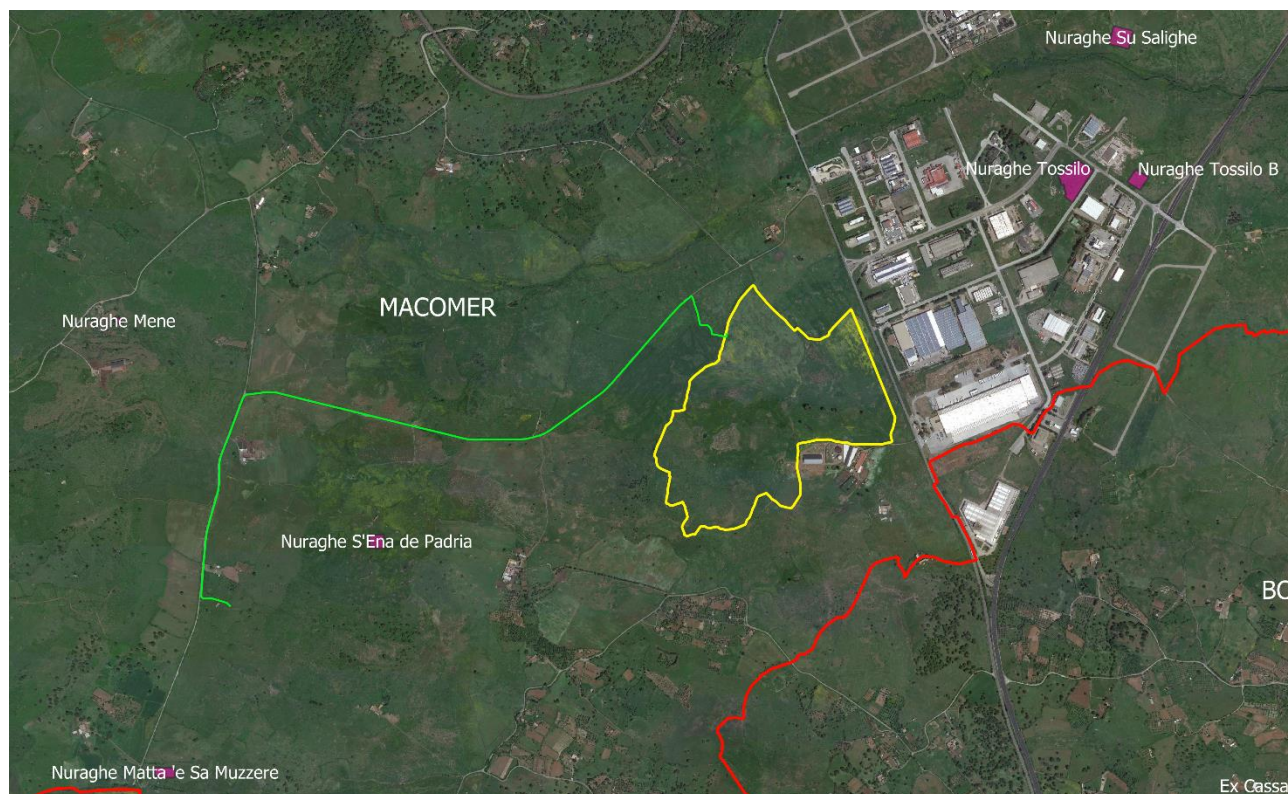 Nuraghe Su Salighe
Nuraghe Tossilo
Nuraghe Tossilo B
MACOMER
Nuraghe Mene
Nuraghe S'Ena de Padria
BO
Nuraghe Matta 'e Sa Muzzere
Ex Cassa